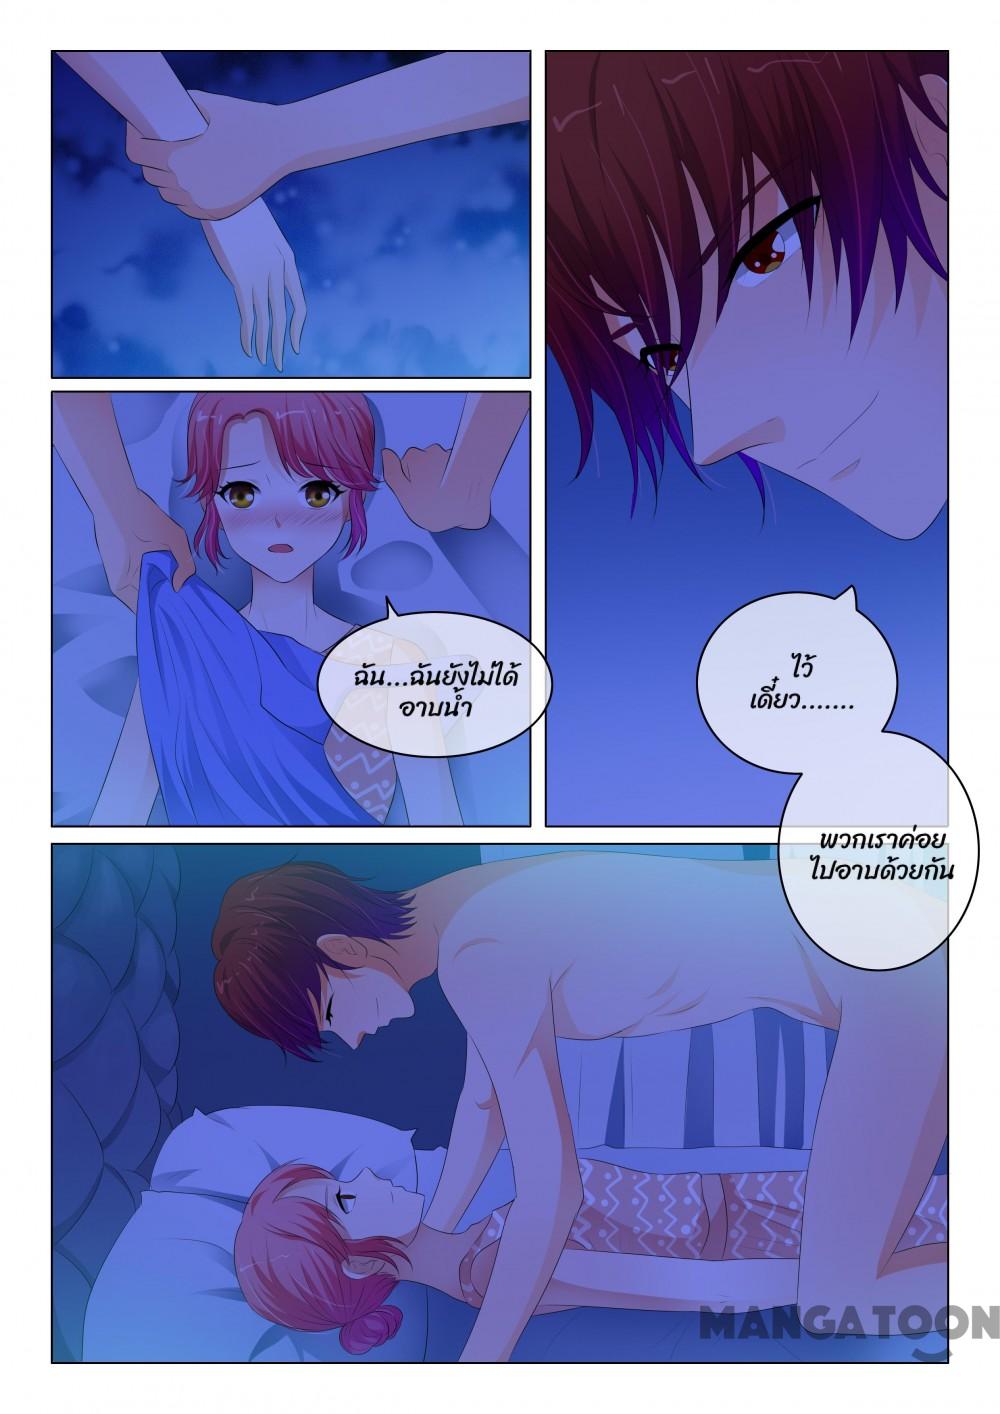 ฉัน...ฉันยังไม่ได้
อาบน้ำ
ไว้
เดี๋ยว.......
พวกเราค่อย
ไปอาบด้วยกัน
MANGATOON